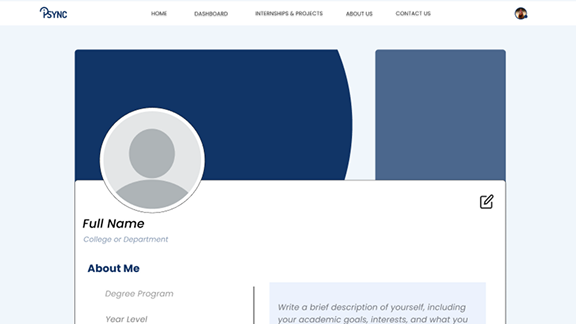 PSYNC
HOME DASHBOARD INTERNSHIPS & PROJECTS ABOUT US CONTACT US
Full Name
College or Department
About Me
Degree Program
Year Level
Write a brief description of yourself, including
your academic goals, interests, and what you